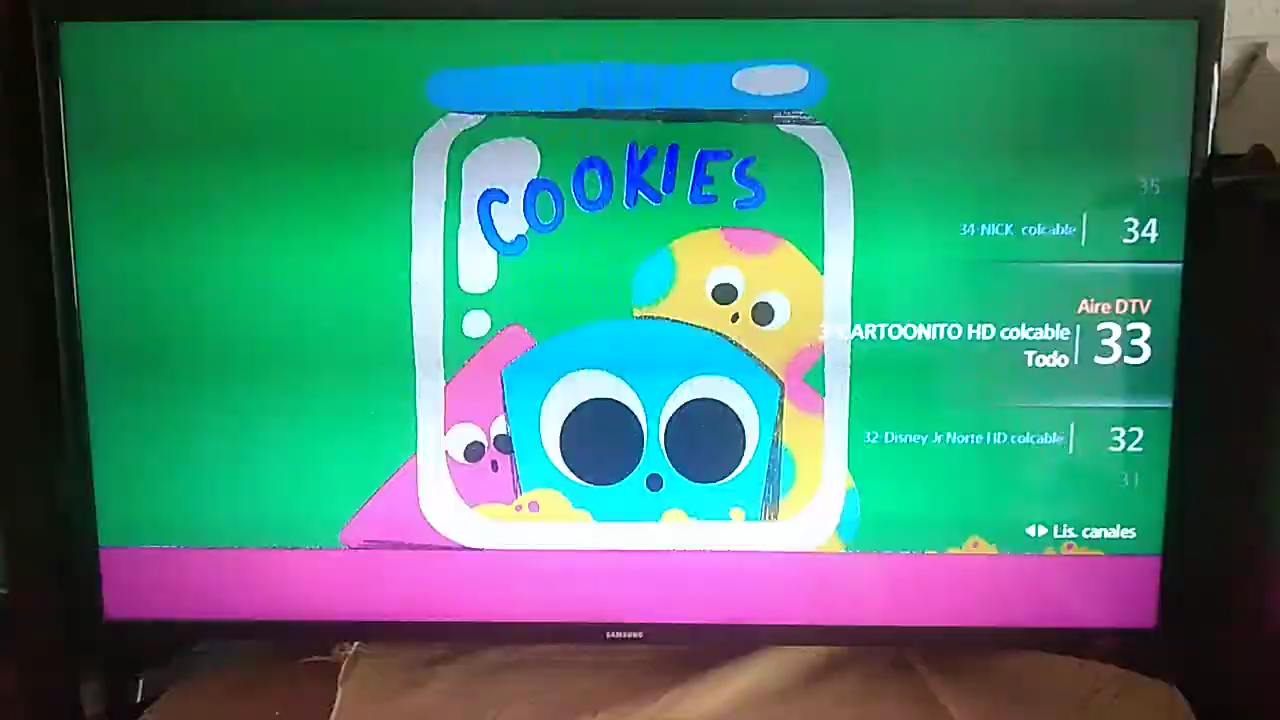 COOKIES
35
34 NICK colcable 34
Aire DTV
CARTOONITO HD colcable 33
Todo
32 Disney Jr Norte HD colcable 32
31
Lis. canales
SAMSUNG